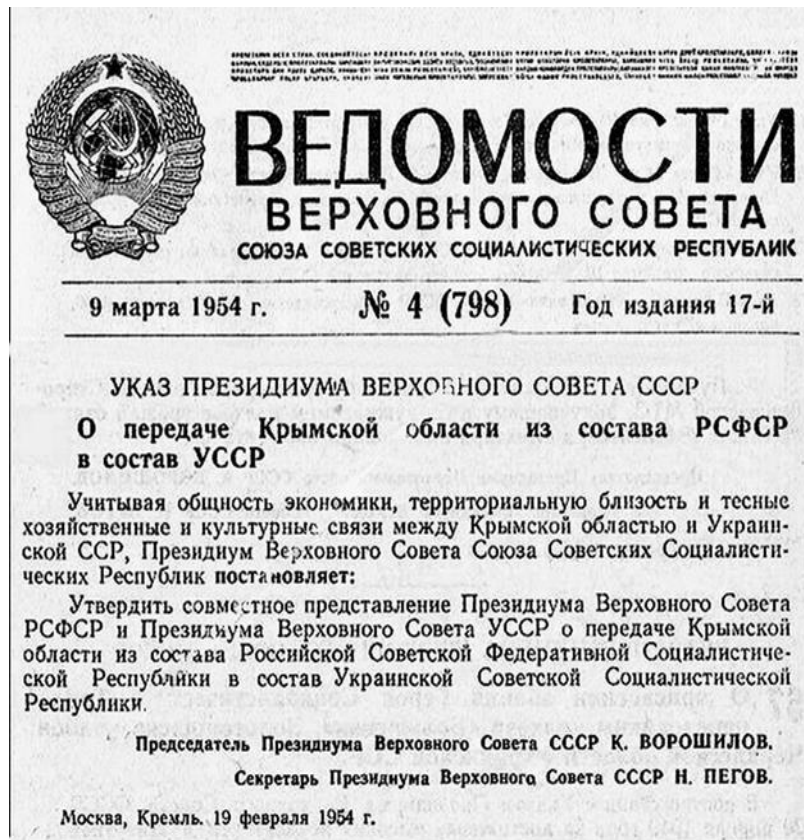 ВЕДОМОСТИ
ВЕРХОВНОГО СОВЕТА
СОЮЗА СОВЕТСКИХ СОЦИАЛИСТИЧЕСКИХ РЕСПУБЛИК
9 марта 1954 г. № 4 (798) Год издания 17-й
УКАЗ ПРЕЗИДИУМА ВЕРХОВНОГО СОВЕТА СССР
О передаче Крымской области из состава РСФСР
в состав УССР
Учитывая общность экономики, территориальную близость и тесные
хозяйственные и культурные связи между Крымской областью и Украин-
ской ССР, Президиум Верховного Совета Союза Советских Социалисти-
ческих Республик постановляет:
Утвердить совместное представление Президиума Верховного Совета
РСФСР и Президиума Верховного Совета УССР о передаче Крымской
области из состава Российской Советской Федеративной Социалистиче-
ской Республики в состав Украинской Советской Социалистической
Республики.
Председатель Президиума Верховного Совета СССР К. ВОРОШИЛОВ.
Секретарь Президиума Верховного Совета СССР Н. ПЕГОВ.
Москва, Кремль. 19 февраля 1954 г.